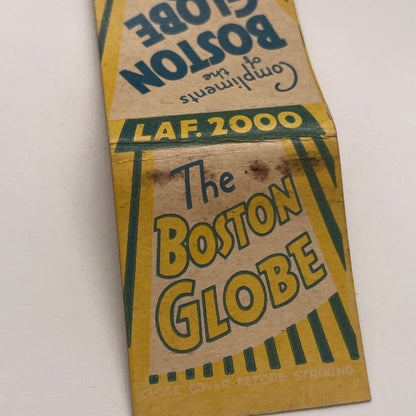 Compliments
of the
BOSTON
GLOBE
LAF. 2000
The
BOSTON
GLOBE
CLOSE COVER BEFORE STRIKING